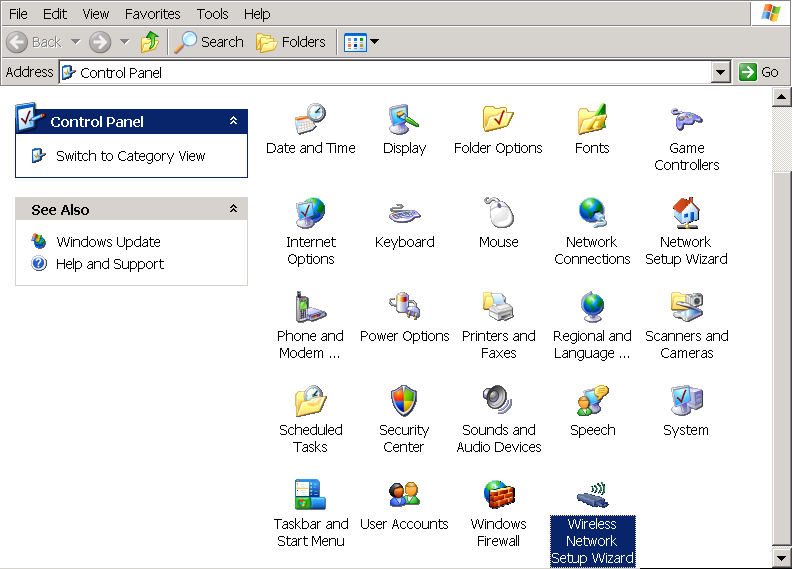 File Edit View Favorites Tools Help
Back Search Folders
Address Control Panel Go
Control Panel
Switch to Category View
See Also
Windows Update
Help and Support
Date and Time
Display
Folder Options
Fonts
Game
Controllers
Internet
Options
Keyboard
Mouse
Network
Connections
Network
Setup Wizard
Phone and
Modem ...
Power Options
Printers and
Faxes
Regional and
Language ...
Scanners and
Cameras
Scheduled
Tasks
Security
Center
Sounds and
Audio Devices
Speech
System
Taskbar and
Start Menu
User Accounts
Windows
Firewall
Wireless
Network
Setup Wizard